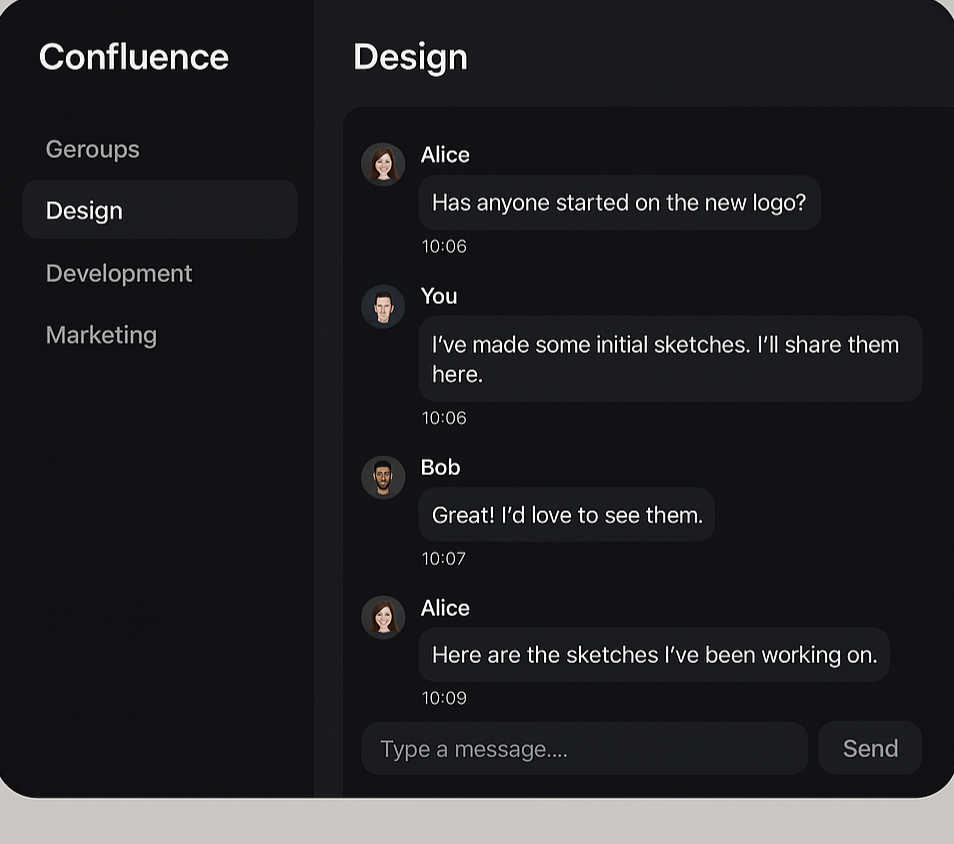 Confluence
Geroups
Design
Development
Marketing
Design
Alice
Has anyone started on the new logo?
10:06
You
I’ve made some initial sketches. I’ll share them
here.
10:06
Bob
Great! I’d love to see them.
10:07
Alice
Here are the sketches I’ve been working on.
10:09
Type a message....
Send